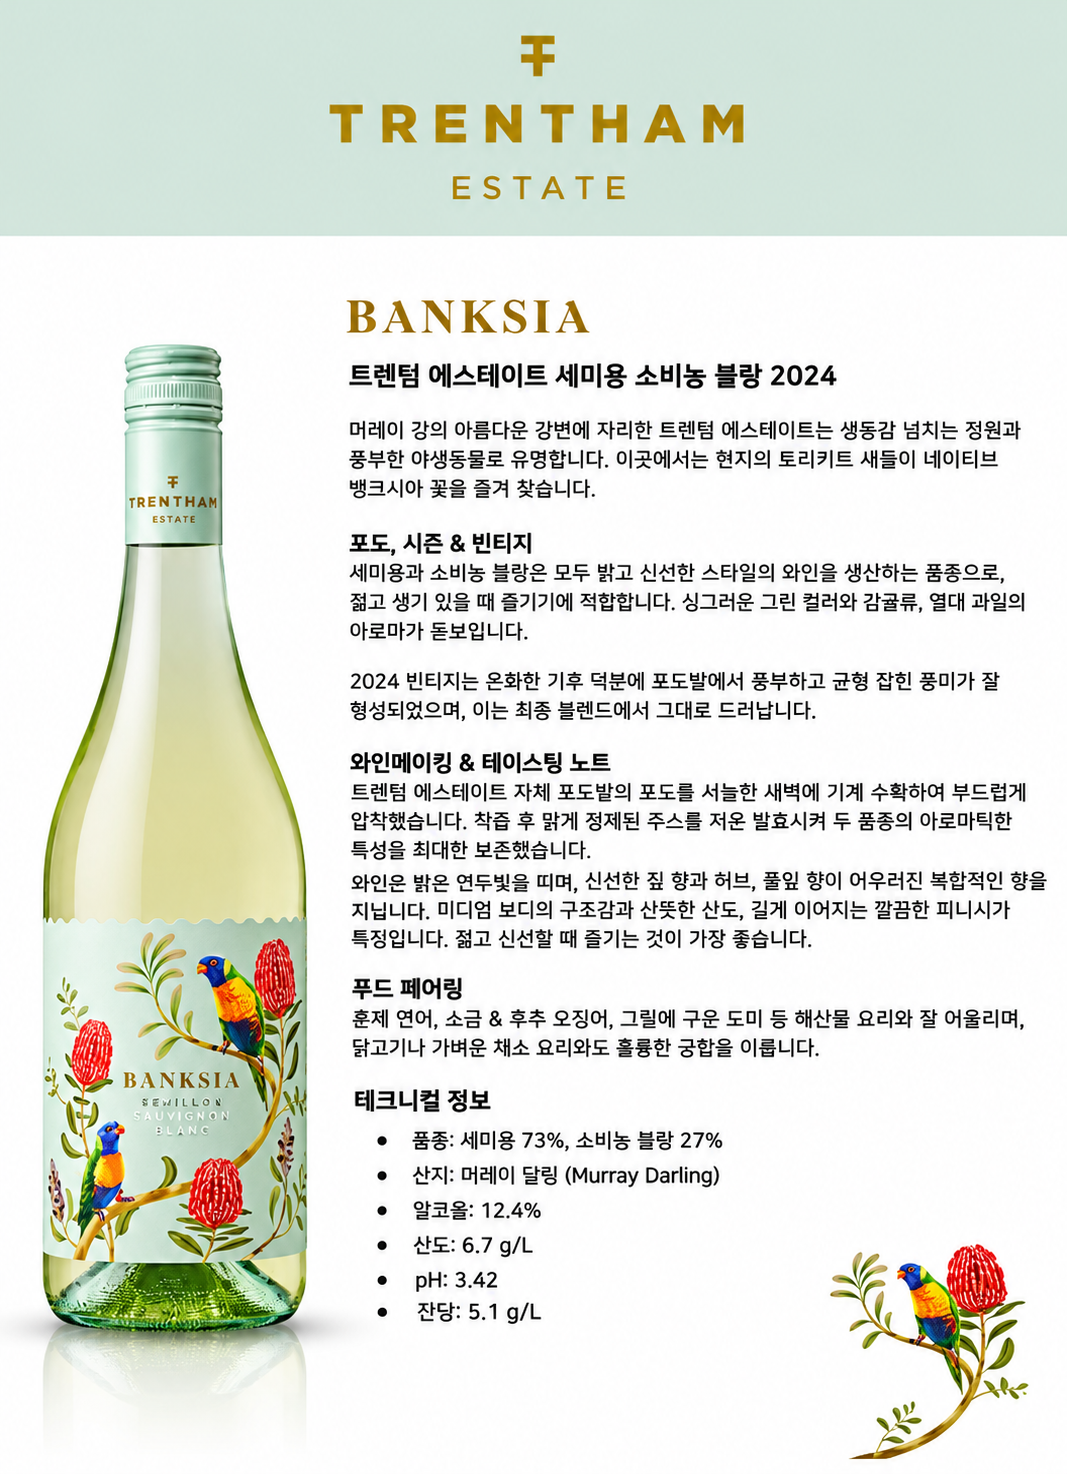 TRENTHAM
ESTATE
BANKSIA
트렌텀 에스테이트 세미용 소비뇽 블랑 2024
머레이 강의 아름다운 강변에 자리한 트렌텀 에스테이트는 생동감 넘치는 정원과
풍부한 야생동물로 유명합니다. 이곳에서는 현지의 토리키트 새들이 네이티브
뱅크시아 꽃을 즐겨 찾습니다.
포도, 시즌 & 빈티지
세미용과 소비뇽 블랑은 모두 밝고 신선한 스타일의 와인을 생산하는 품종으로,
젊고 생기 있을 때 즐기기에 적합합니다. 싱그러운 그린 컬러와 감귤류, 열대 과일의
아로마가 돋보입니다.
2024 빈티지는 온화한 기후 덕분에 포도밭에서 풍부하고 균형 잡힌 풍미가 잘
형성되었으며, 이는 최종 블렌드에서 그대로 드러납니다.
와인메이킹 & 테이스팅 노트
트렌텀 에스테이트 자체 포도밭의 포도를 서늘한 새벽에 기계 수확하여 부드럽게
압착했습니다. 착즙 후 맑게 정제된 주스를 저온 발효시켜 두 품종의 아로마틱한
특성을 최대한 보존했습니다.
와인은 밝은 연두빛을 띠며, 신선한 짚 향과 허브, 풀잎 향이 어우러진 복합적인 향을
지닙니다. 미디엄 보디의 구조감과 산뜻한 산도, 길게 이어지는 깔끔한 피니시가
특징입니다. 젊고 신선할 때 즐기는 것이 가장 좋습니다.
푸드 페어링
훈제 연어, 소금 & 후추 오징어, 그릴에 구운 도미 등 해산물 요리와 잘 어울리며,
닭고기나 가벼운 채소 요리와도 훌륭한 궁합을 이룹니다.
테크니컬 정보
• 품종: 세미용 73%, 소비뇽 블랑 27%
• 산지: 머레이 달링 (Murray Darling)
• 알코올: 12.4%
• 산도: 6.7 g/L
• pH: 3.42
• 잔당: 5.1 g/L
TRENTHAM
ESTATE
BANKSIA
SEMILLON
SAUVIGNON
BLANC